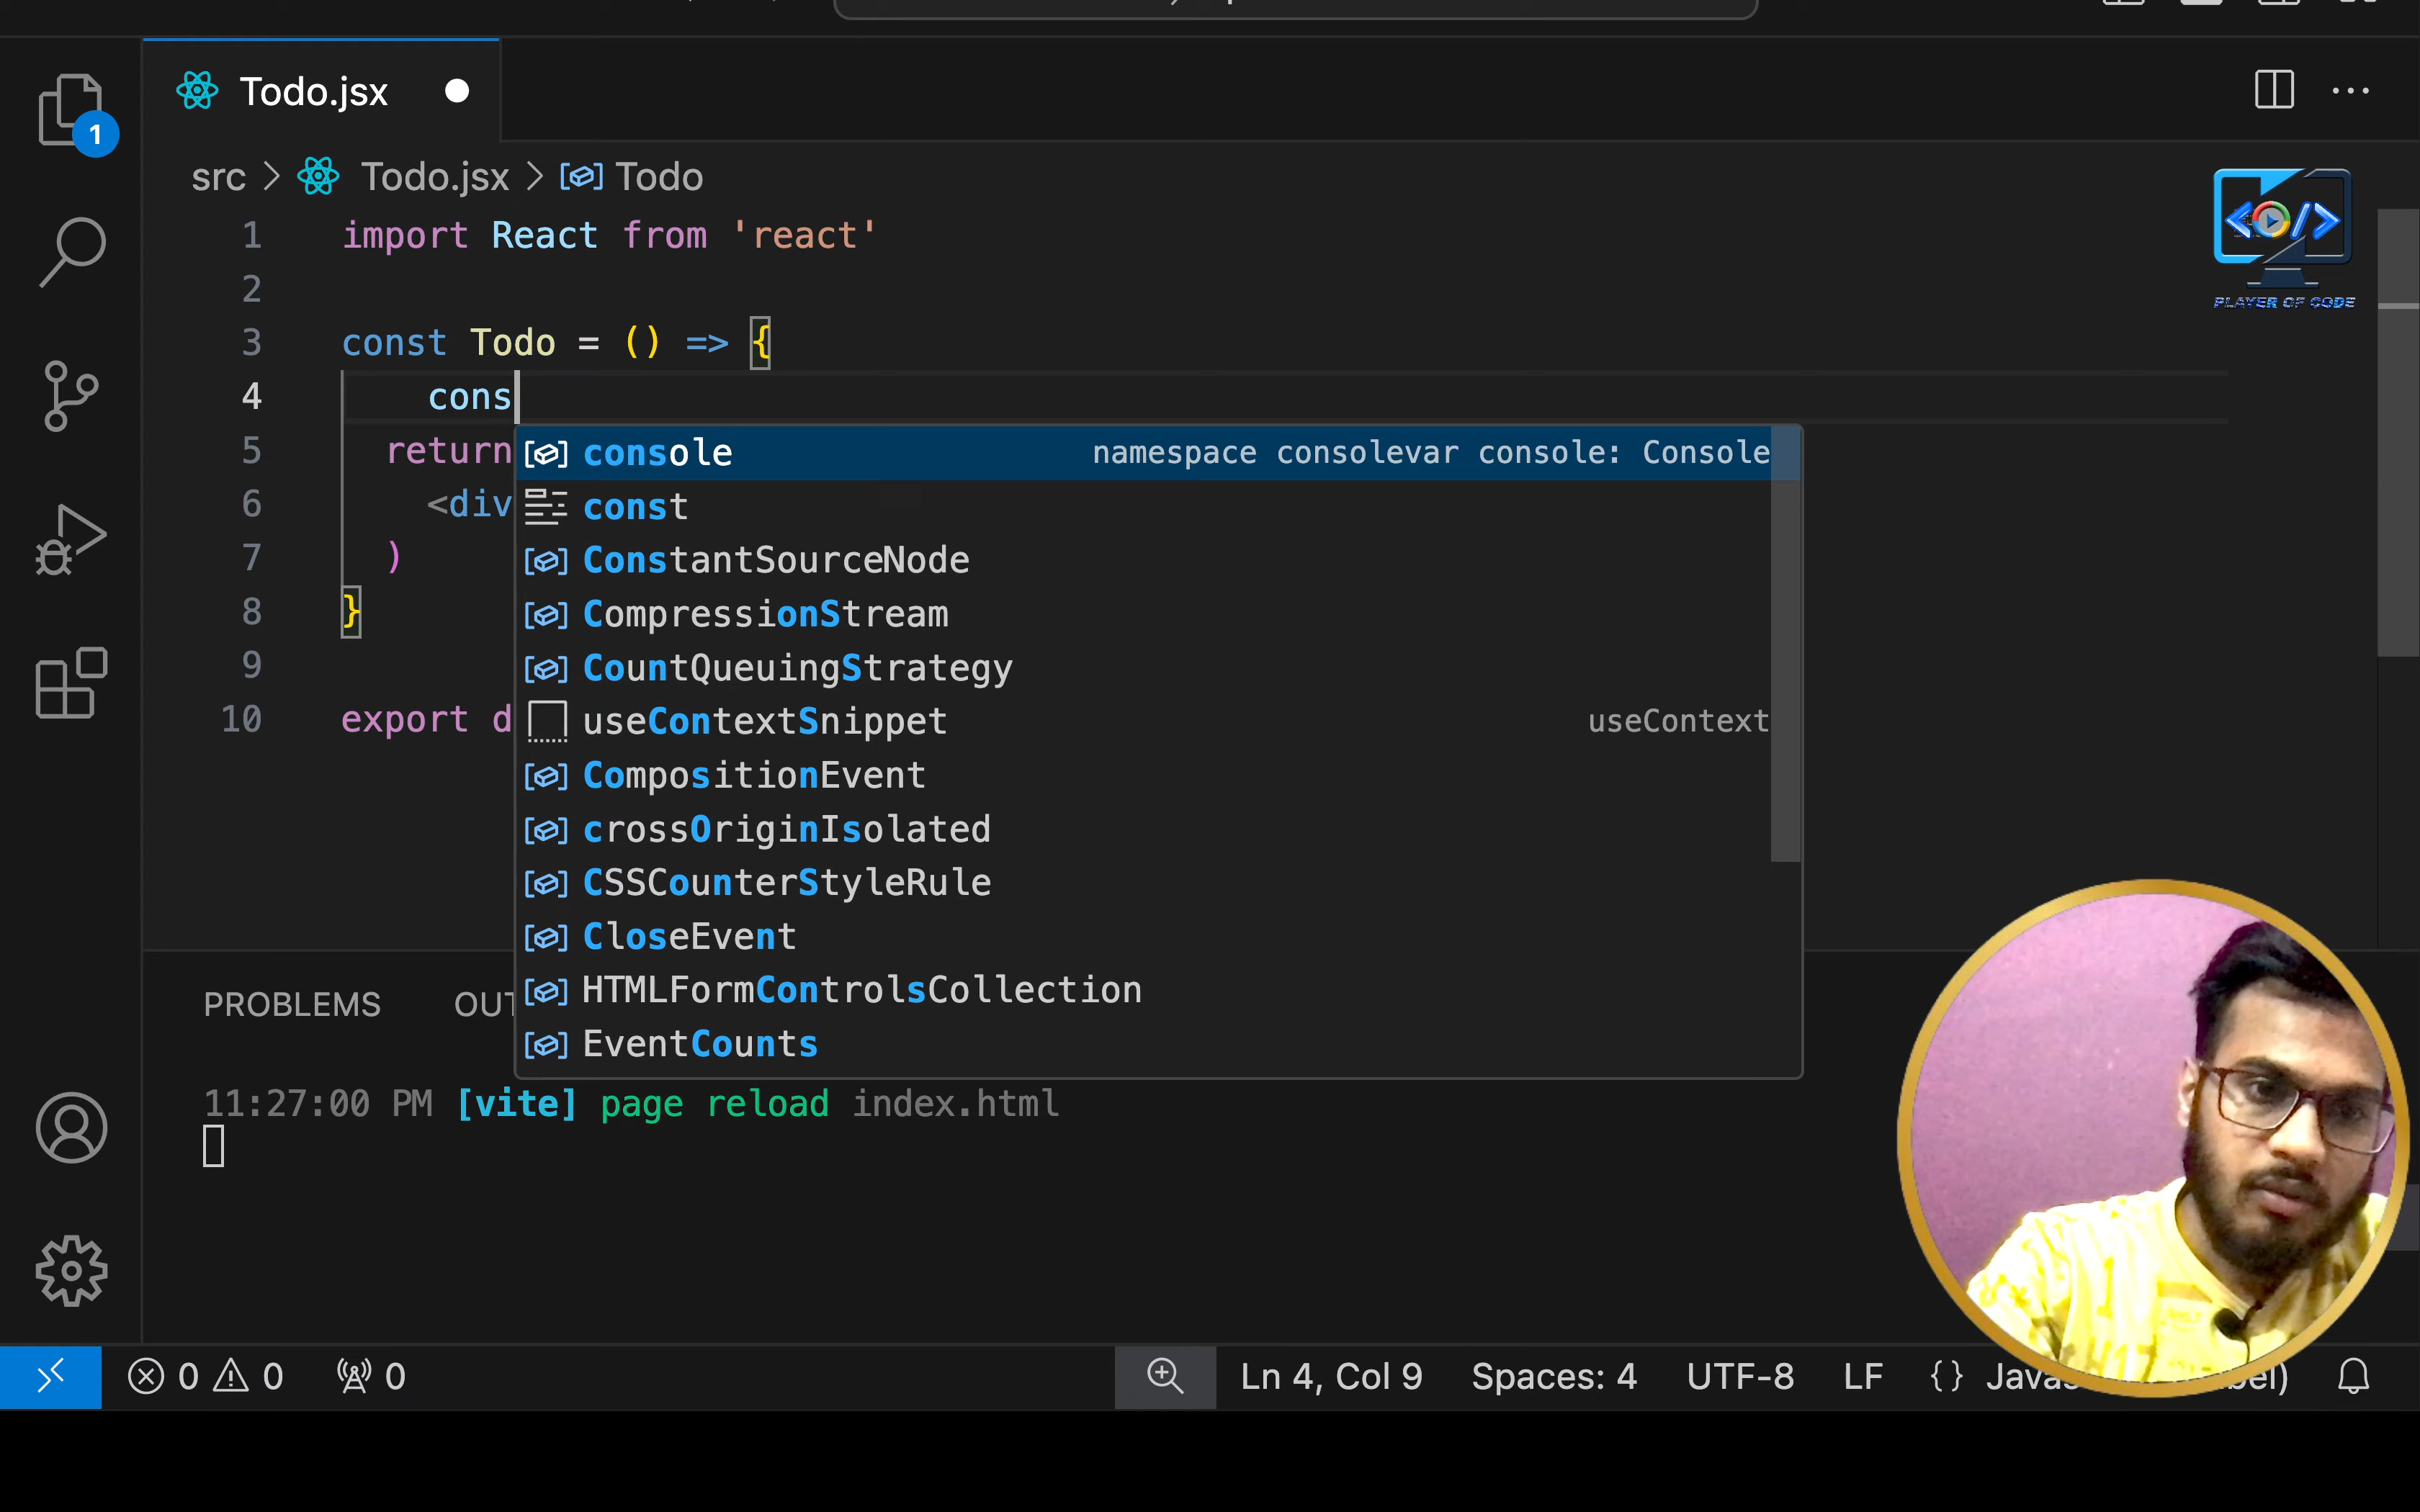 Todo.jsx
1
src > Todo.jsx > Todo
PLAYER OF CODE
1 import React from 'react'
2
3 const Todo = () => {
4 cons
5 return
6 <div
7 )
8 }
9
10 export d
console namespace consolevar console: Console
const
ConstantSourceNode
CompressionStream
CountQueuingStrategy
useContextSnippet useContext
CompositionEvent
crossOriginIsolated
CSSCounterStyleRule
CloseEvent
HTMLFormControlsCollection
EventCounts
PROBLEMS OUT
11:27:00 PM [vite] page reload index.html
0 0 0 Ln 4, Col 9 Spaces: 4 UTF-8 LF {} Javas